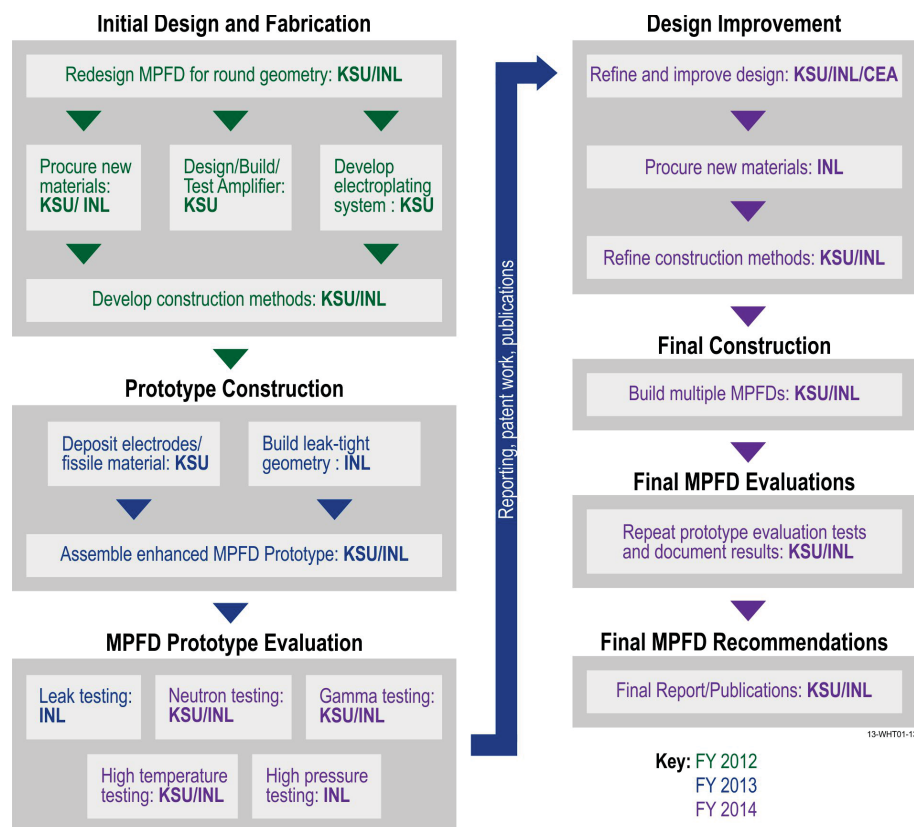 Initial Design and Fabrication
Redesign MPFD for round geometry: KSU/INL
Procure new
materials:
KSU/ INL
Design/Build/
Test Amplifier:
KSU
Develop
electroplating
system : KSU
Develop construction methods: KSU/INL
Prototype Construction
Deposit electrodes/
fissile material: KSU
Build leak-tight
geometry : INL
Assemble enhanced MPFD Prototype: KSU/INL
MPFD Prototype Evaluation
Leak testing:
INL
Neutron testing:
KSU/INL
Gamma testing:
KSU/INL
High temperature
testing: KSU/INL
High pressure
testing: INL
Reporting, patent work, publications
Design Improvement
Refine and improve design: KSU/INL/CEA
Procure new materials: INL
Refine construction methods: KSU/INL
Final Construction
Build multiple MPFDs: KSU/INL
Final MPFD Evaluations
Repeat prototype evaluation tests
and document results: KSU/INL
Final MPFD Recommendations
Final Report/Publications: KSU/INL
13-WHT01-13
Key: FY 2012
FY 2013
FY 2014